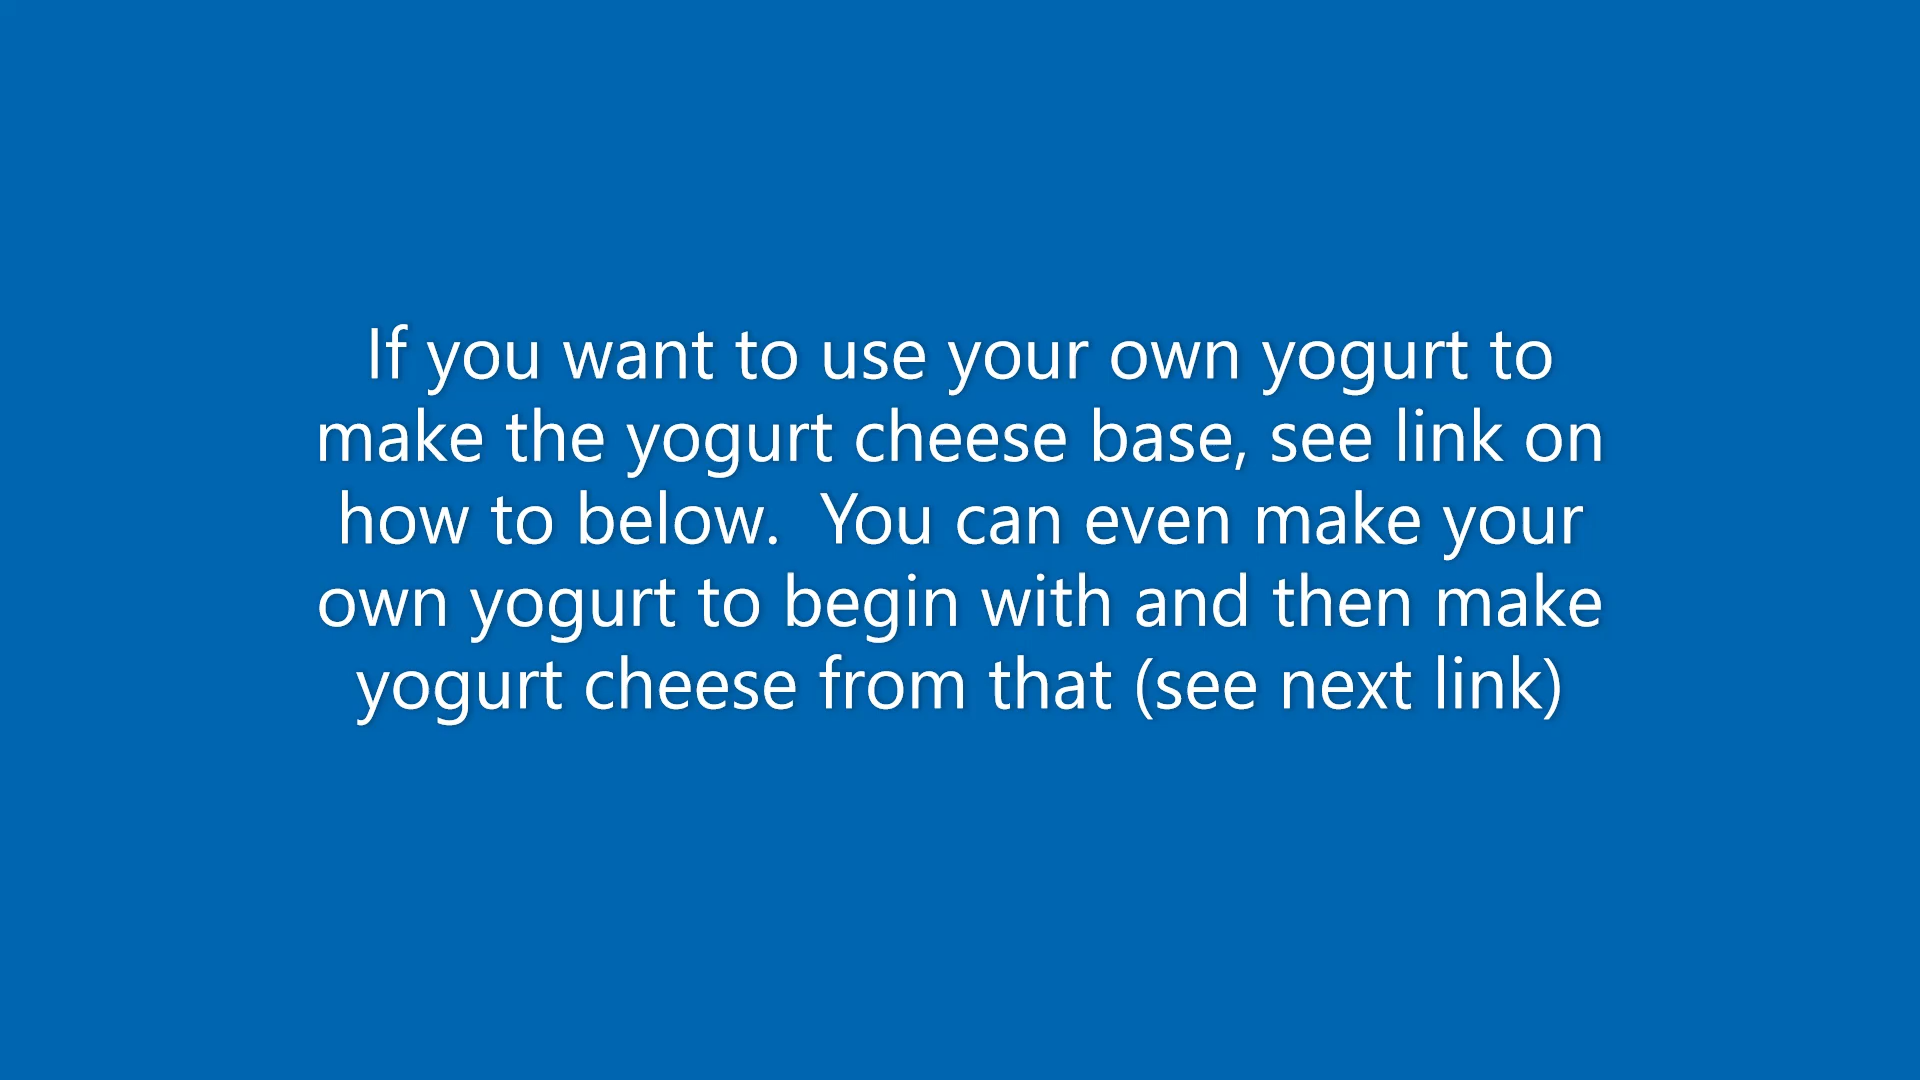 If you want to use your own yogurt to
make the yogurt cheese base, see link on
how to below.  You can even make your
own yogurt to begin with and then make
yogurt cheese from that (see next link)